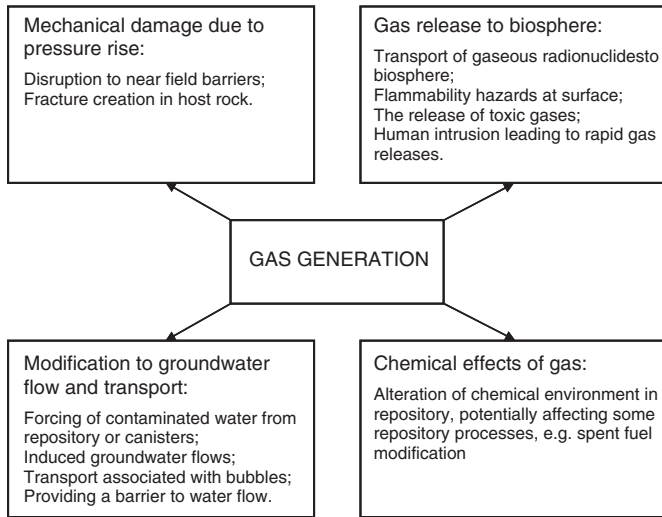 Mechanical damage due to
pressure rise:
Disruption to near field barriers;
Fracture creation in host rock.
Gas release to biosphere:
Transport of gaseous radionuclidesto
biosphere;
Flammability hazards at surface;
The release of toxic gases;
Human intrusion leading to rapid gas
releases.
GAS GENERATION
Modification to groundwater
flow and transport:
Forcing of contaminated water from
repository or canisters;
Induced groundwater flows;
Transport associated with bubbles;
Providing a barrier to water flow.
Chemical effects of gas:
Alteration of chemical environment in
repository, potentially affecting some
repository processes, e.g. spent fuel
modification